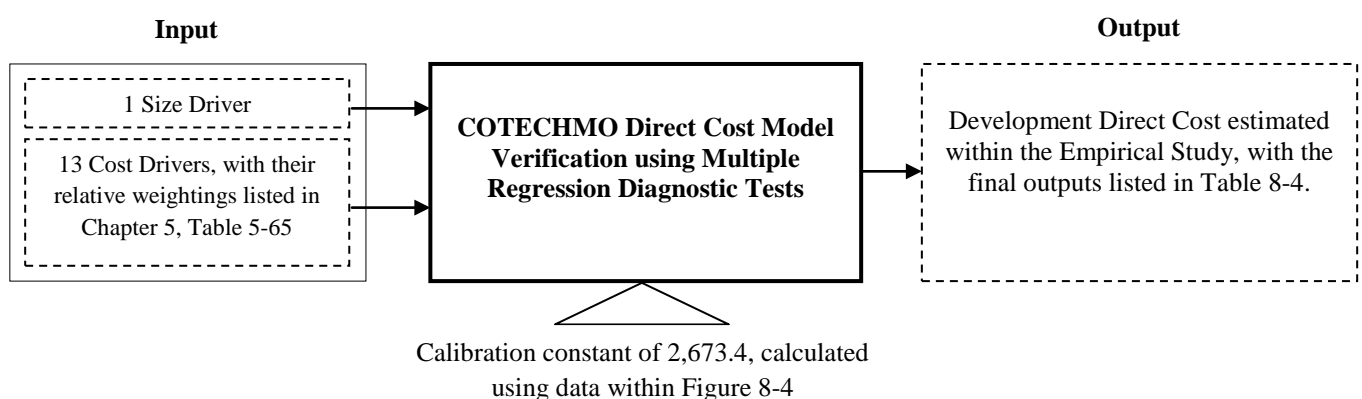 Input
1 Size Driver
13 Cost Drivers, with their
relative weightings listed in
Chapter 5, Table 5-65
COTECHMO Direct Cost Model
Verification using Multiple
Regression Diagnostic Tests
Calibration constant of 2,673.4, calculated
using data within Figure 8-4
Output
Development Direct Cost estimated
within the Empirical Study, with the
final outputs listed in Table 8-4.